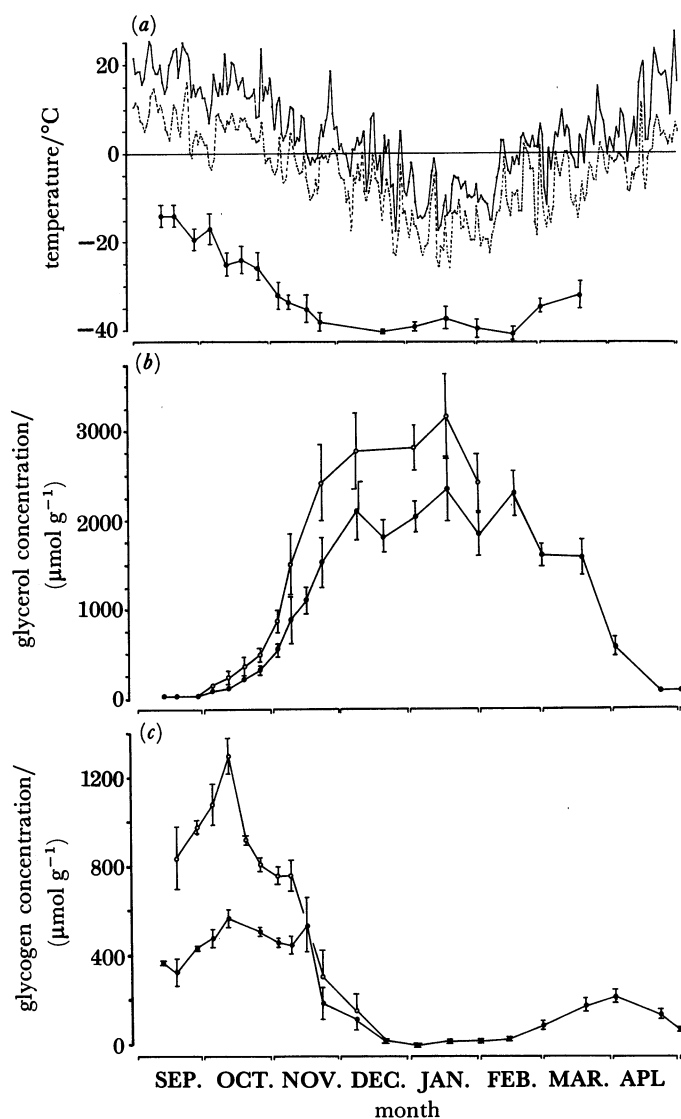 (a)
20
0
−20
−40
temperature/°C
(b)
3000
2000
1000
0
glycerol concentration/
(µmol g⁻¹)
(c)
1200
800
400
0
glycogen concentration/
(µmol g⁻¹)
SEP. OCT. NOV. DEC. JAN. FEB. MAR. APL
month